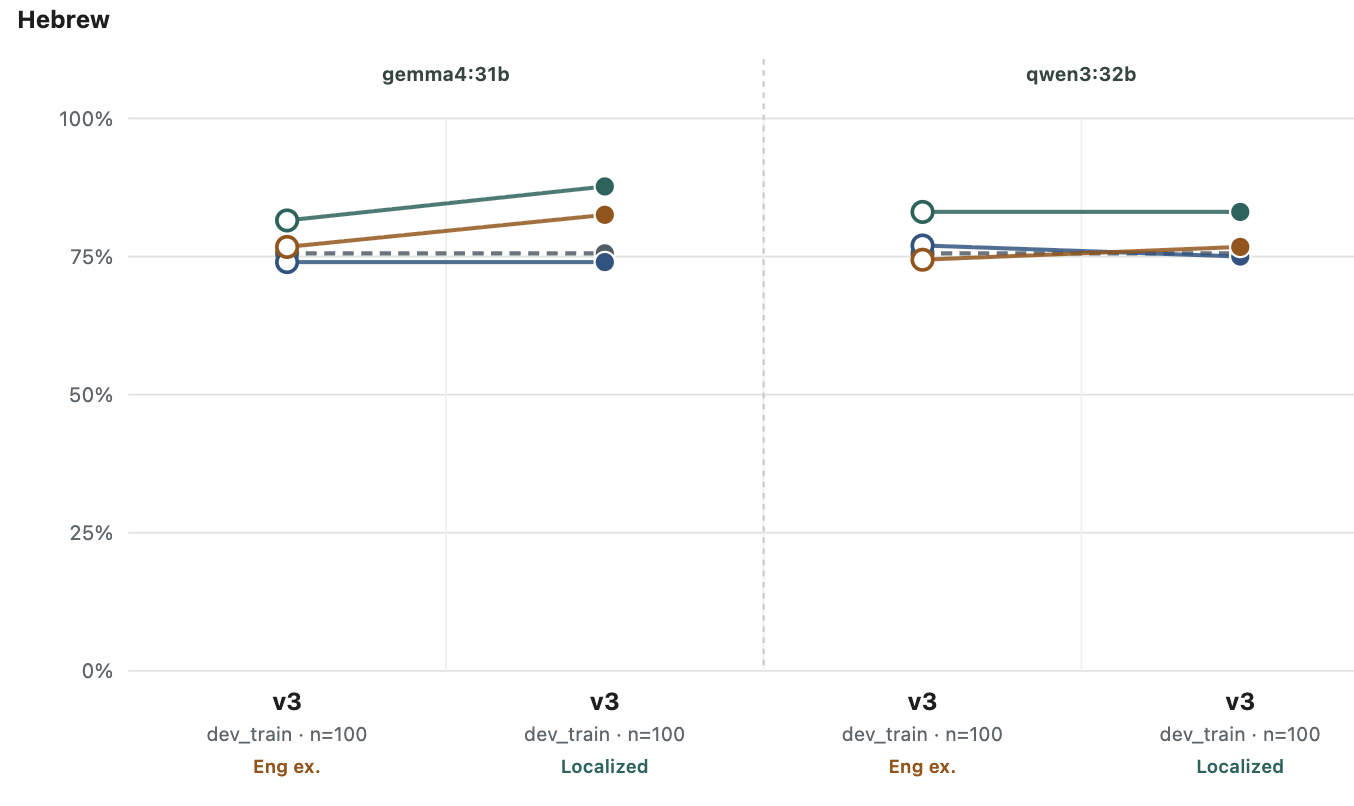 Hebrew
gemma4:31b
qwen3:32b
100%
75%
50%
25%
0%
v3
dev_train · n=100
Eng ex.
v3
dev_train · n=100
Localized
v3
dev_train · n=100
Eng ex.
v3
dev_train · n=100
Localized